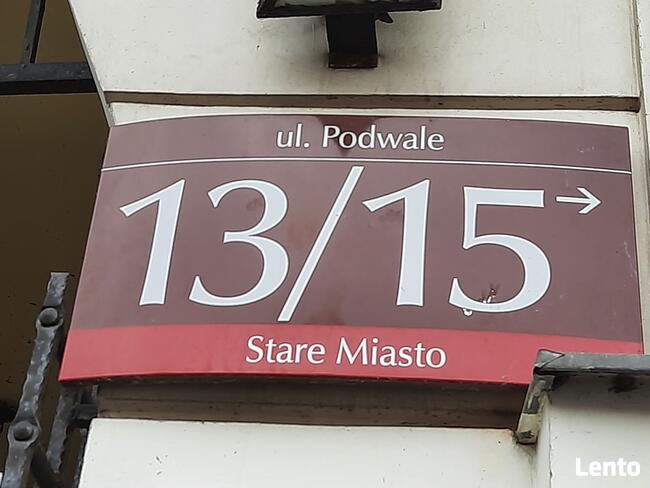 ul. Podwale
13/15 →
Stare Miasto
Lento